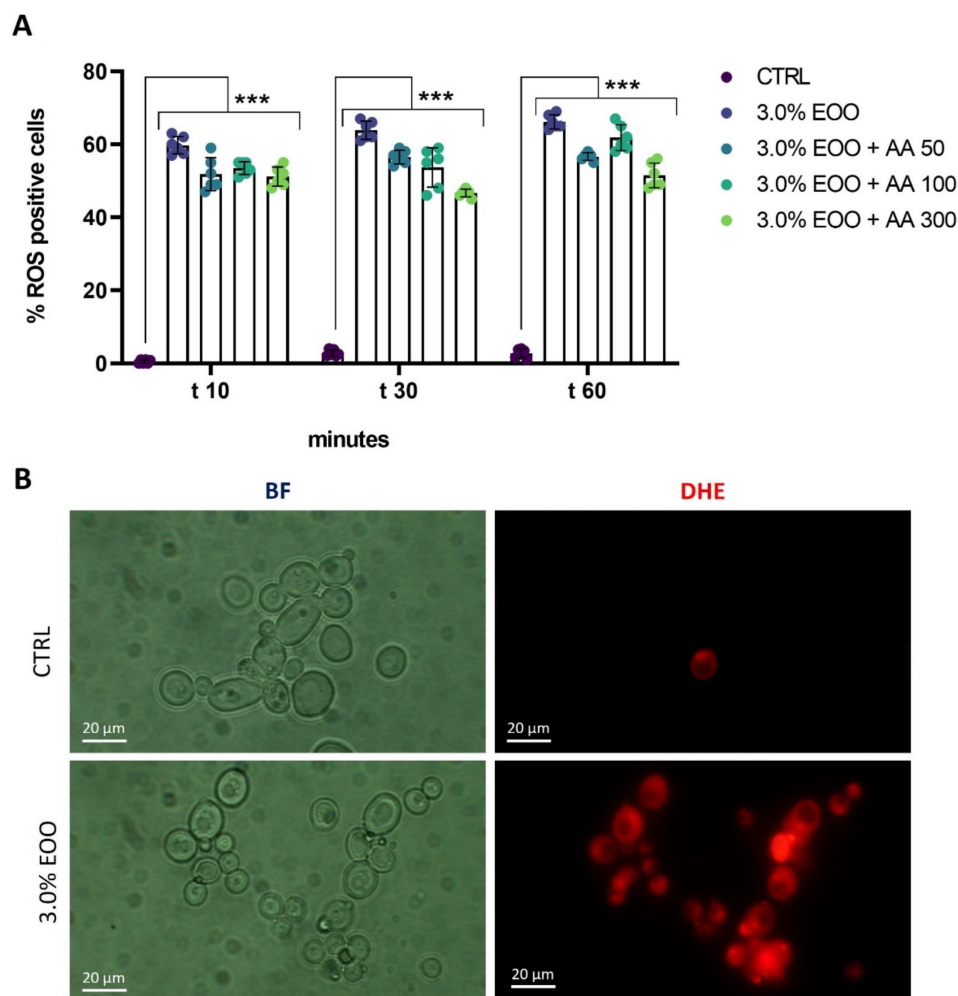 A
80
60
40
20
0
% ROS positive cells
***
***
***
t 10
t 30
t 60
minutes
CTRL
3.0% EOO
3.0% EOO + AA 50
3.0% EOO + AA 100
3.0% EOO + AA 300
B
BF
DHE
CTRL
20 µm
20 µm
3.0% EOO
20 µm
20 µm